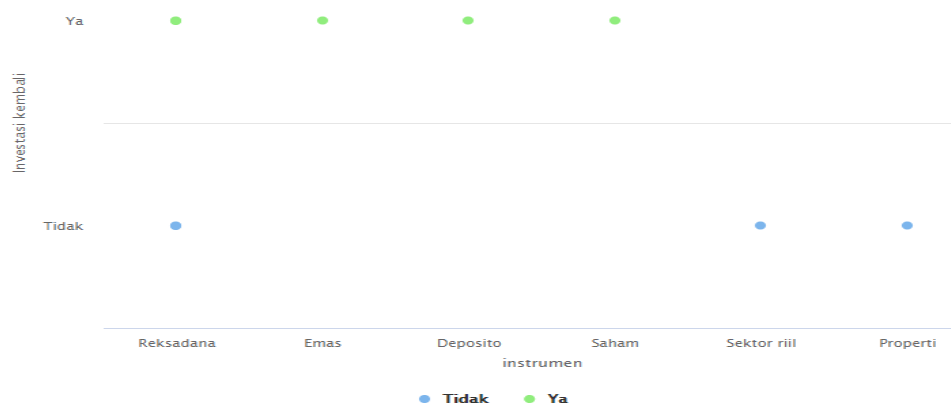 Ya
Investasi kembali
Tidak
Reksadana Emas Deposito Saham Sektor riil Properti
instrumen
Tidak Ya